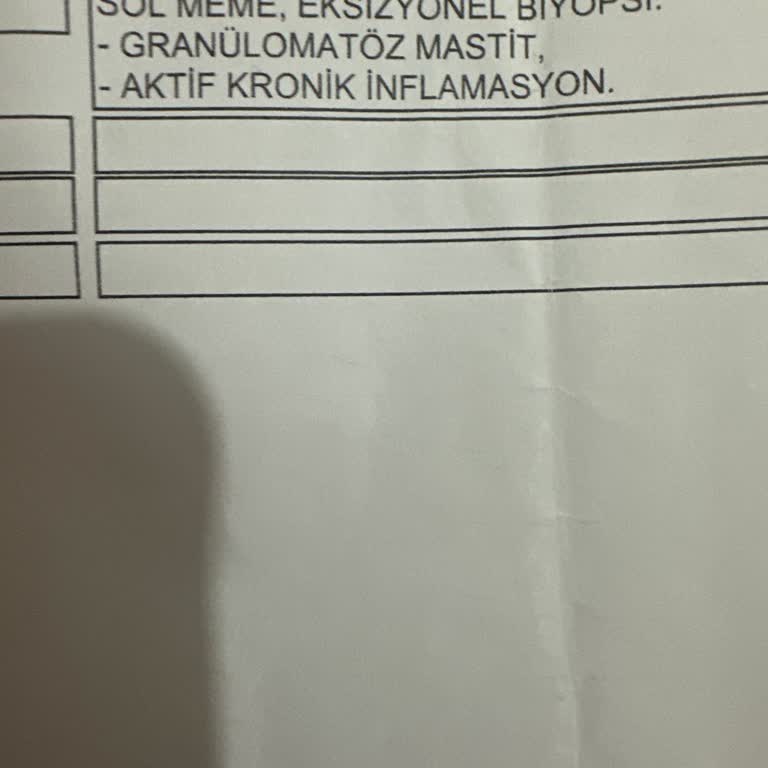 SOL MEME, EKSİZYONEL BİYOPSİ:
- GRANÜLOMATÖZ MASTİT,
- AKTİF KRONİK İNFLAMASYON.